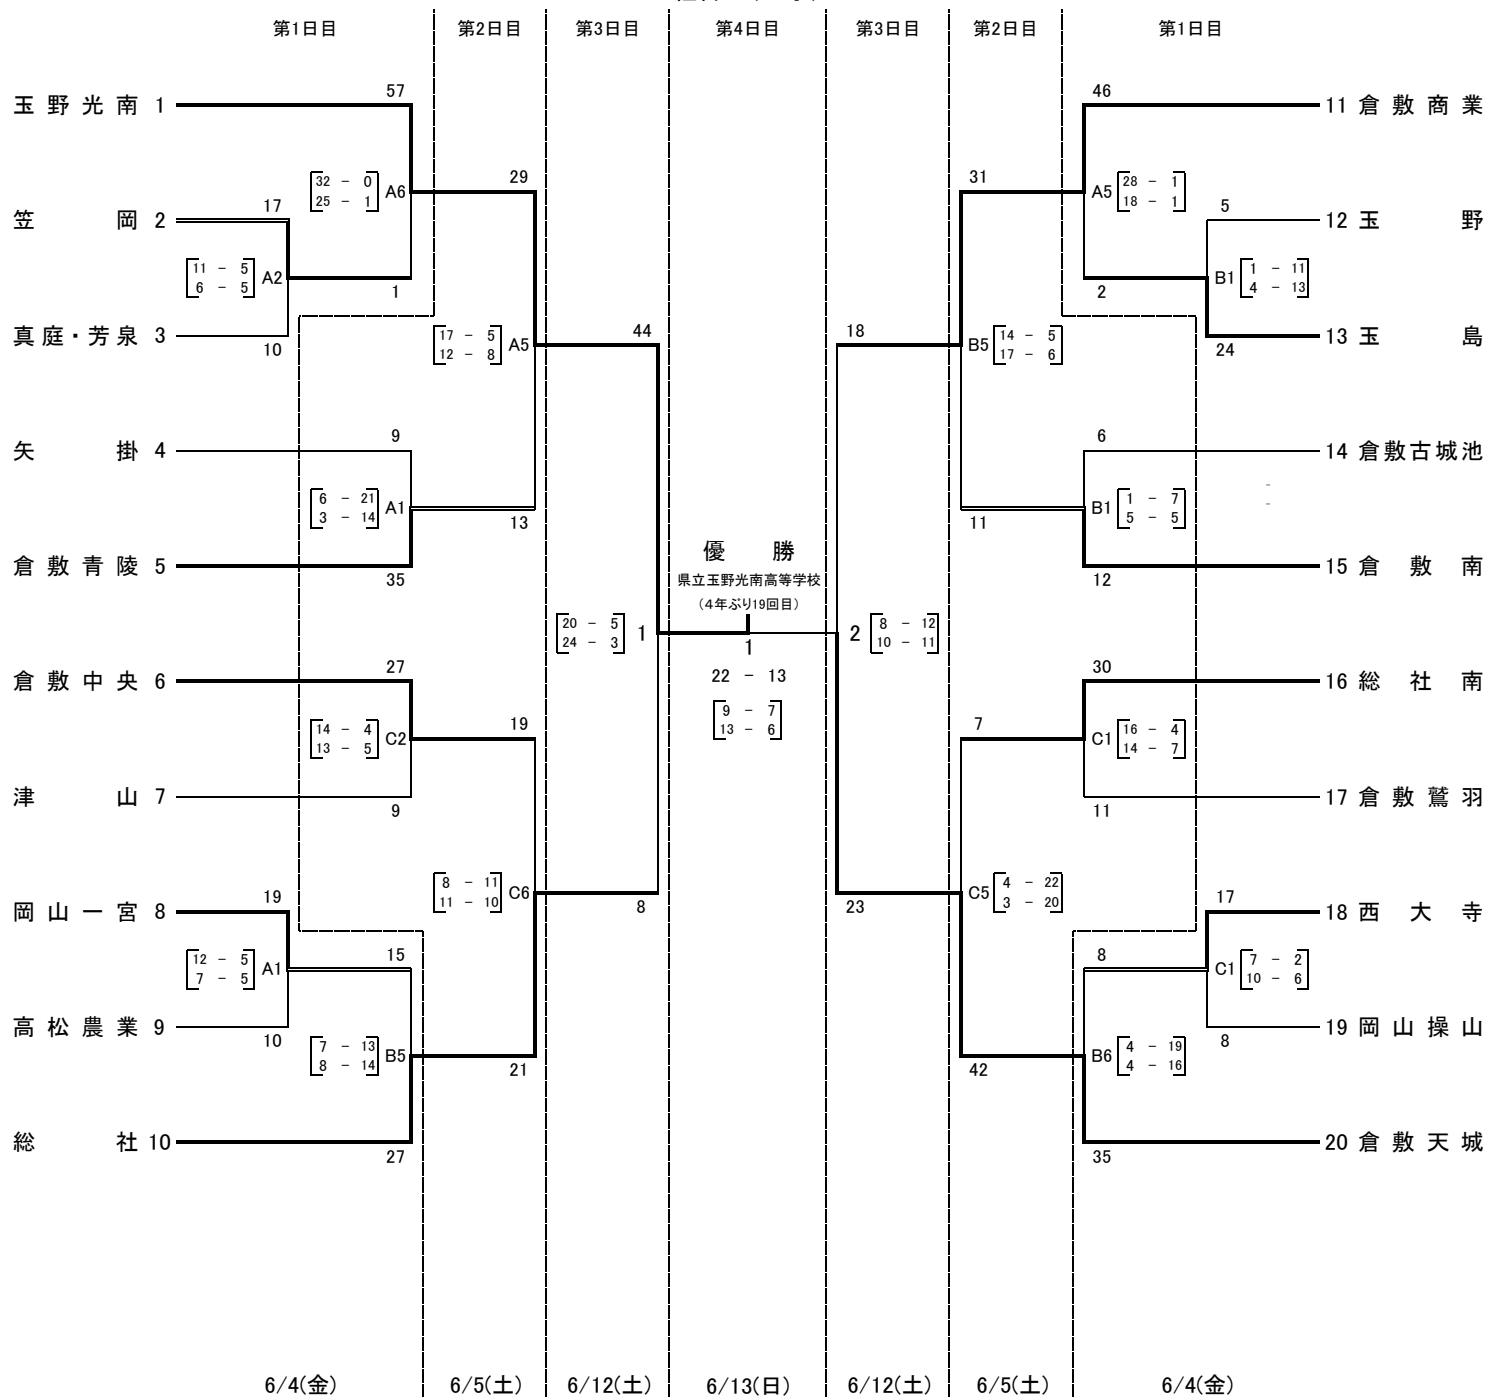 第1日目 第2日目 第3日目 第4日目 第3日目 第2日目 第1日目
57 46
玉野光南 1 11 倉敷商業
29 31
32 - 0 A6 A5 28 - 1
25 - 1 18 - 1
17 5
笠岡 2 12 玉野
11 - 5 A2 B1 1 - 11
6 - 5 4 - 13
1 2
17 - 5 A5 44 18 B5 14 - 5
12 - 8 17 - 6
真庭・芳泉 3 13 玉島
10 24
9 6
矢掛 4 14 倉敷古城池
6 - 21 A1 B1 1 - 7
3 - 14 5 - 5
13 11
倉敷青陵 5 15 倉敷南
35 12
優勝
県立玉野光南高等学校
(4年ぶり19回目)
20 - 5 1 2 8 - 12
24 - 3 10 - 11
1
22 - 13
9 - 7
13 - 6
27 30
倉敷中央 6 16 総社南
19 7
14 - 4 C2 C1 16 - 4
13 - 5 14 - 7
津山 7 17 倉敷鷲羽
9 11
8 - 11 C6 C5 4 - 22
11 - 10 3 - 20
19 8 23 17
岡山一宮 8 18 西大寺
15 8
12 - 5 A1 C1 7 - 2
7 - 5 10 - 6
高松農業 9 19 岡山操山
10 8
7 - 13 B5 B6 4 - 19
8 - 14 4 - 16
21 42
総社 10 20 倉敷天城
27 35
6/4(金) 6/5(土) 6/12(土) 6/13(日) 6/12(土) 6/5(土) 6/4(金)